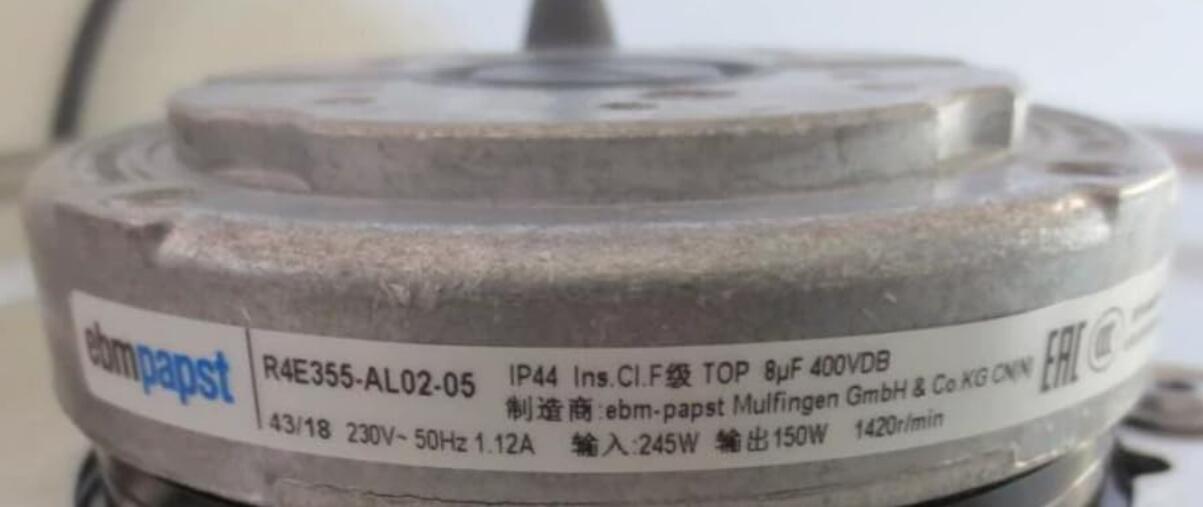 ebmpapst
R4E355-AL02-05
43/18 230V~ 50Hz 1.12A
IP44 Ins.Cl.F级 TOP 8µF 400VDB
制造商:ebm-papst Mulfingen GmbH & Co.KG CN(N)
输入:245W 输出150W 1420r/min
EAC
CCC